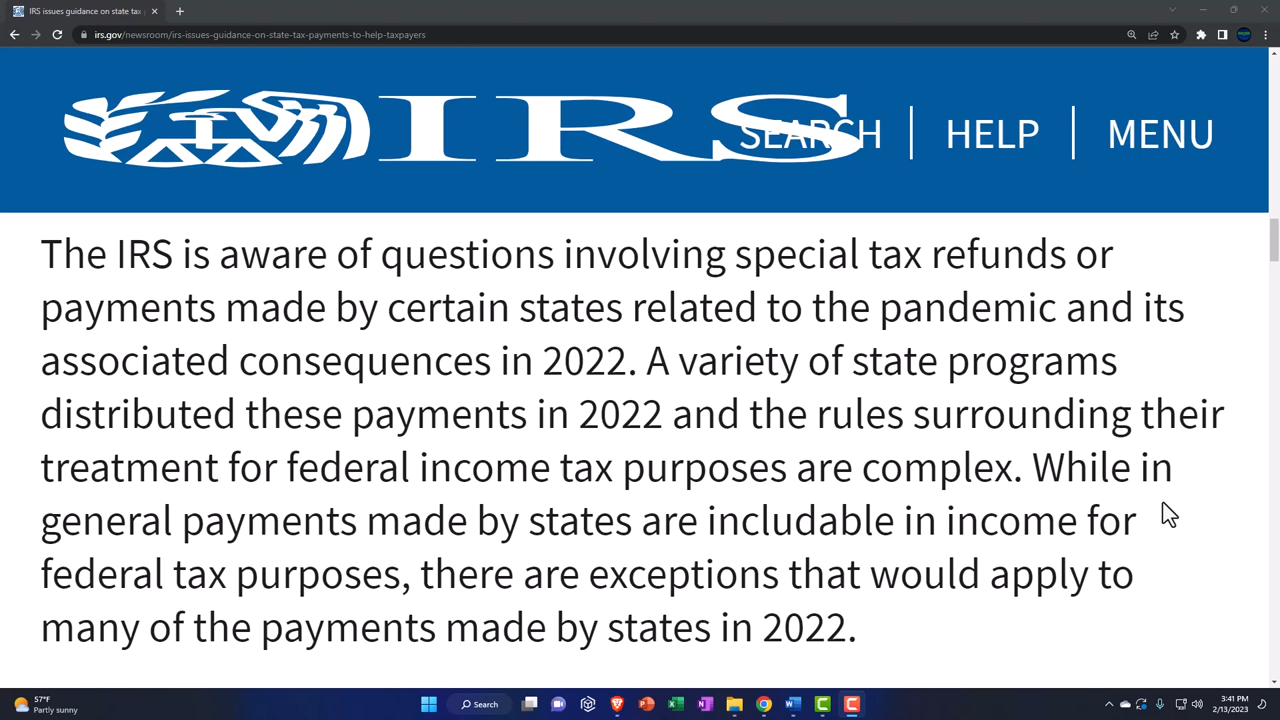 IRS issues guidance on state tax
irs.gov/newsroom/irs-issues-guidance-on-state-tax-payments-to-help-taxpayers
IRS
SEARCH
HELP
MENU
The IRS is aware of questions involving special tax refunds or
payments made by certain states related to the pandemic and its
associated consequences in 2022. A variety of state programs
distributed these payments in 2022 and the rules surrounding their
treatment for federal income tax purposes are complex. While in
general payments made by states are includable in income for
federal tax purposes, there are exceptions that would apply to
many of the payments made by states in 2022.
57°F
Partly sunny
Search
3:41 PM
2/13/2023